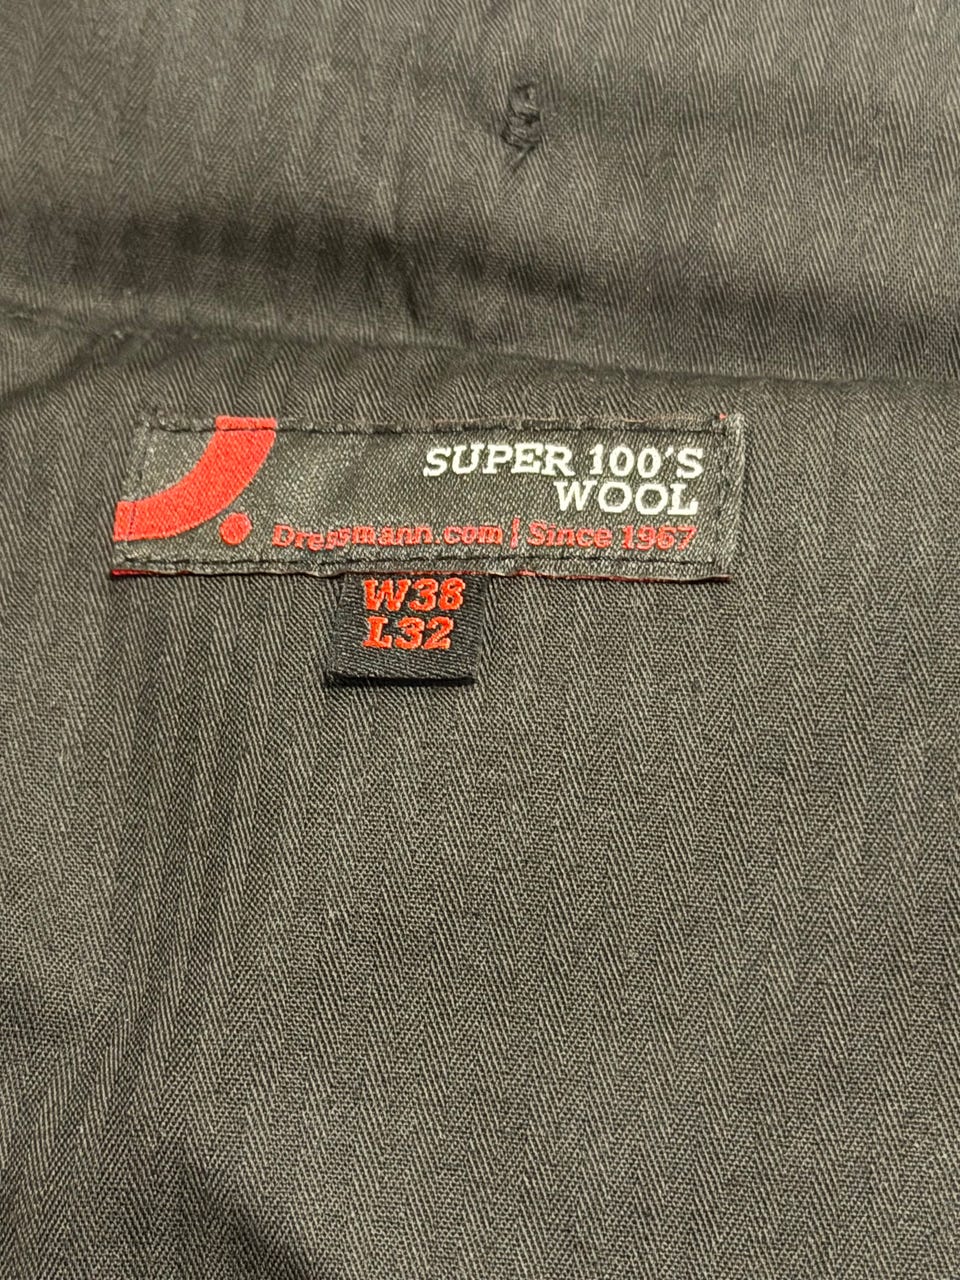 SUPER 100'S
WOOL
Dressmann.com | Since 1967
W38
L32